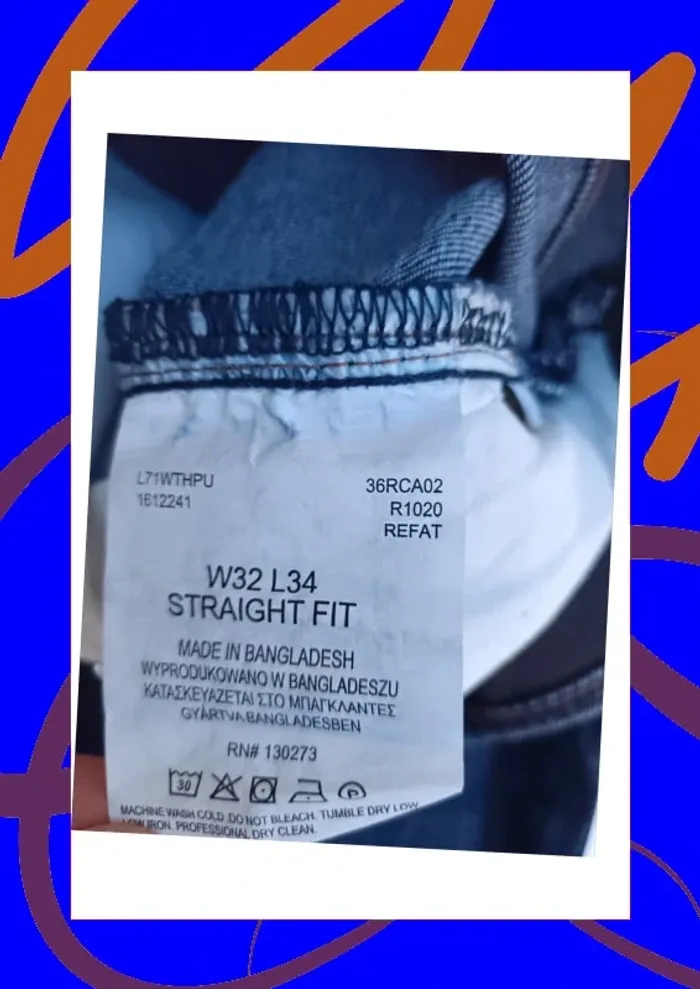 L71WTHPU
1612241
36RCA02
R1020
REFAT
W32 L34
STRAIGHT FIT
MADE IN BANGLADESH
WYPRODUKOWANO W BANGLADESZU
ΚΑΤΑΣΚΕΥΑΖΕΤΑΙ ΣΤΟ ΜΠΑΓΚΛΑΝΤΕΣ
GYÁRTVA BANGLADESBEN
RN# 130273
30
P
MACHINE WASH COLD. DO NOT BLEACH. TUMBLE DRY LOW.
LOW IRON. PROFESSIONAL DRY CLEAN.